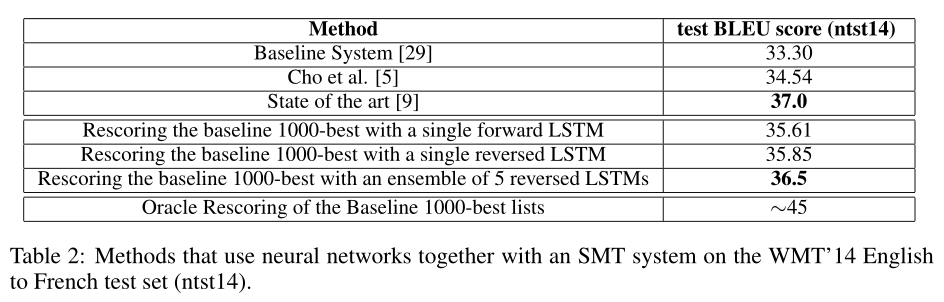 Method test BLEU score (ntst14)
Baseline System [29] 33.30
Cho et al. [5] 34.54
State of the art [9] 37.0
Rescoring the baseline 1000-best with a single forward LSTM 35.61
Rescoring the baseline 1000-best with a single reversed LSTM 35.85
Rescoring the baseline 1000-best with an ensemble of 5 reversed LSTMs 36.5
Oracle Rescoring of the Baseline 1000-best lists ∼45
Table 2: Methods that use neural networks together with an SMT system on the WMT’14 English
to French test set (ntst14).